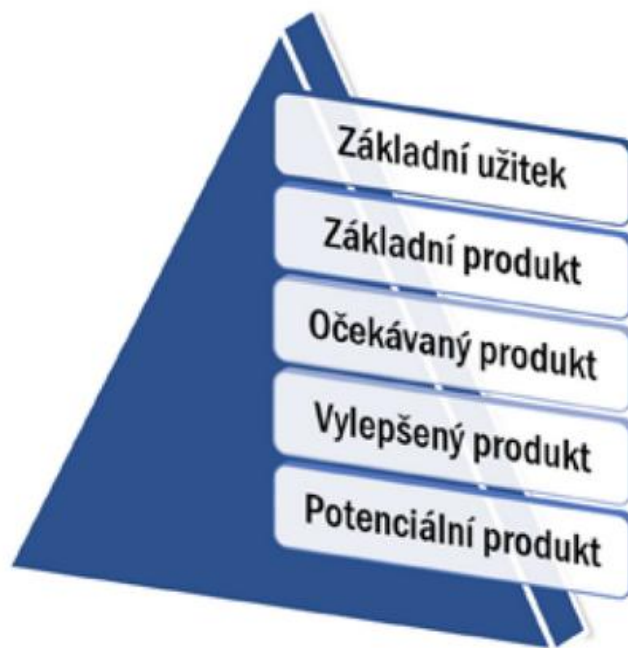 Základní užitek
Základní produkt
Očekávaný produkt
Vylepšený produkt
Potenciální produkt